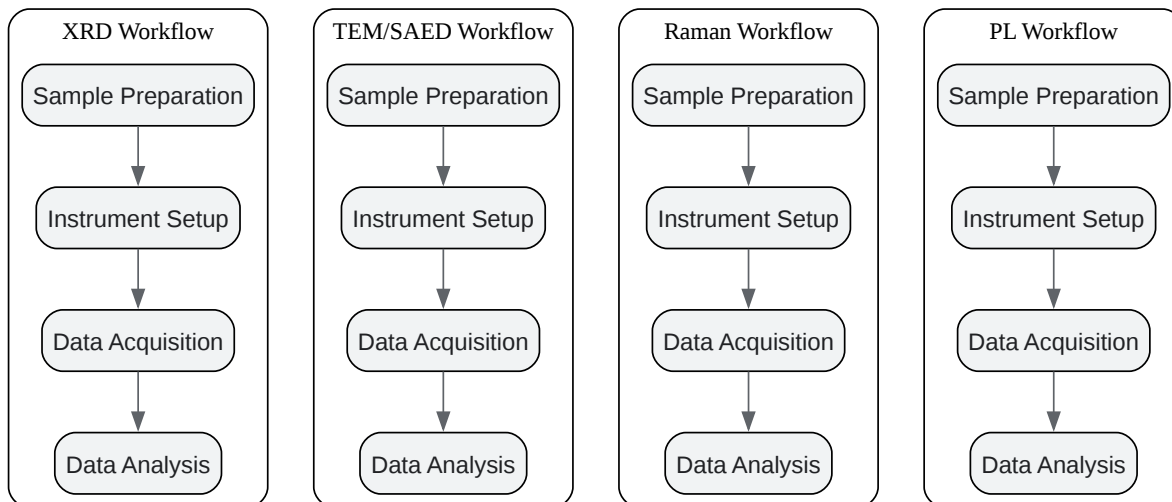 XRD Workflow
Sample Preparation
Instrument Setup
Data Acquisition
Data Analysis
TEM/SAED Workflow
Sample Preparation
Instrument Setup
Data Acquisition
Data Analysis
Raman Workflow
Sample Preparation
Instrument Setup
Data Acquisition
Data Analysis
PL Workflow
Sample Preparation
Instrument Setup
Data Acquisition
Data Analysis